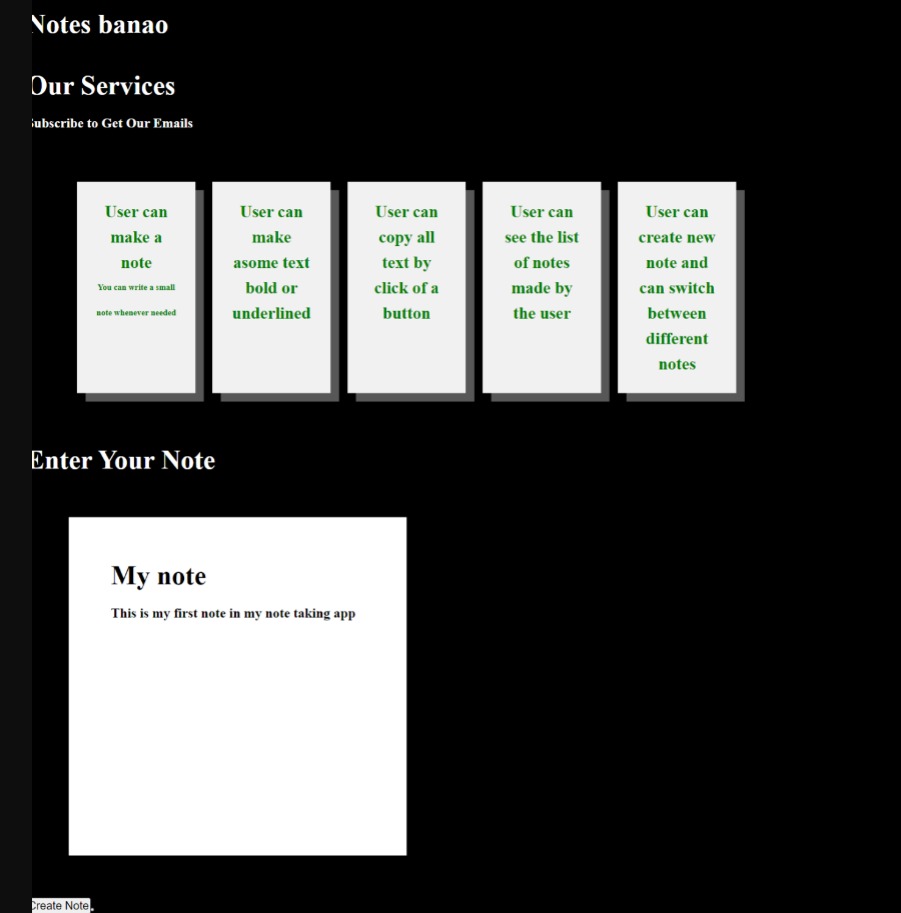 Notes banao
Our Services
Subscribe to Get Our Emails
User can
make a
note
You can write a small
note whenever needed
User can
make
asome text
bold or
underlined
User can
copy all
text by
click of a
button
User can
see the list
of notes
made by
the user
User can
create new
note and
can switch
between
different
notes
Enter Your Note
My note
This is my first note in my note taking app
Create Note